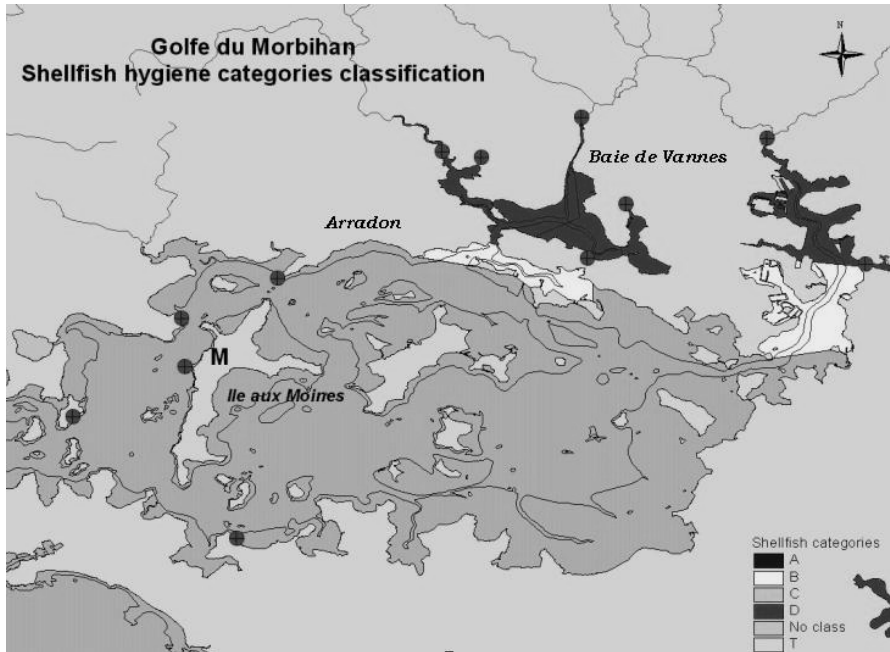 Golfe du Morbihan
Shellfish hygiene categories classification
N
Baie de Vannes
Arradon
M
Ile aux Moines
Shellfish categories
A
B
C
D
No class
T